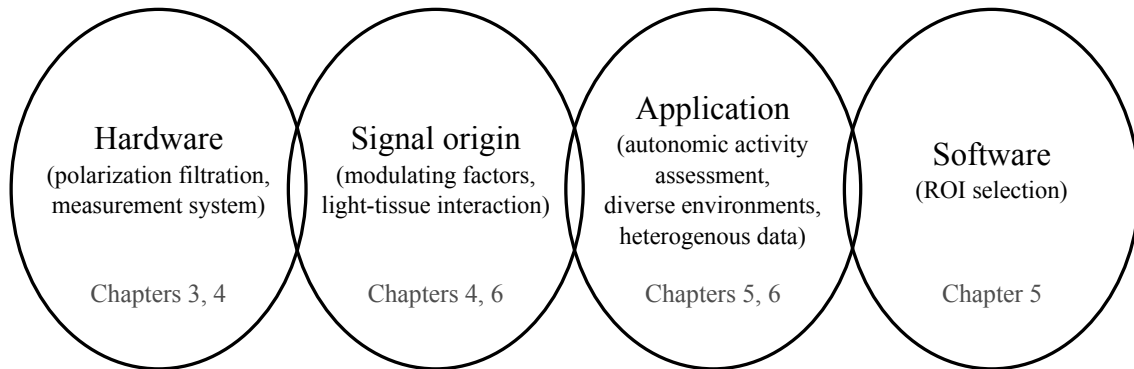 Hardware
(polarization filtration,
measurement system)
Chapters 3, 4
Signal origin
(modulating factors,
light-tissue interaction)
Chapters 4, 6
Application
(autonomic activity
assessment,
diverse environments,
heterogenous data)
Chapters 5, 6
Software
(ROI selection)
Chapter 5